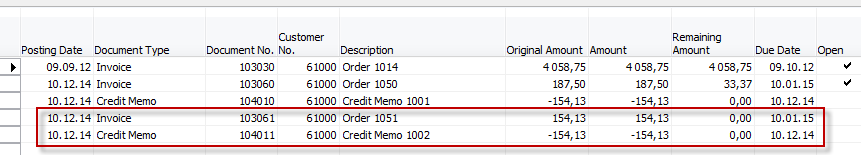 Posting Date Document Type Document No. Customer No. Description Original Amount Amount Remaining Amount Due Date Open
09.09.12 Invoice 103030 61000 Order 1014 4 058,75 4 058,75 4 058,75 09.10.12
10.12.14 Invoice 103060 61000 Order 1050 187,50 187,50 33,37 10.01.15
10.12.14 Credit Memo 104010 61000 Credit Memo 1001 -154,13 -154,13 0,00 10.12.14
10.12.14 Invoice 103061 61000 Order 1051 154,13 154,13 0,00 10.01.15
10.12.14 Credit Memo 104011 61000 Credit Memo 1002 -154,13 -154,13 0,00 10.12.14